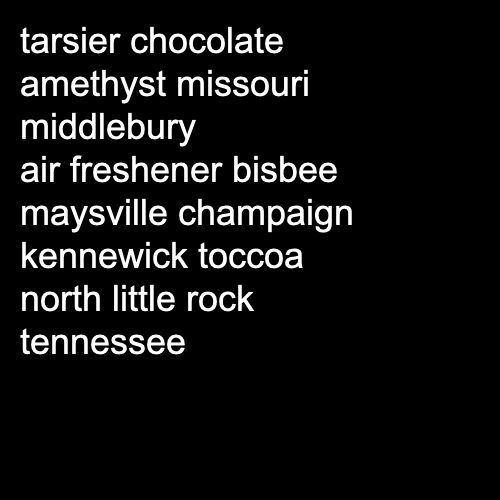 tarsier chocolate
amethyst missouri
middlebury
air freshener bisbee
maysville champaign
kennewick toccoa
north little rock
tennessee